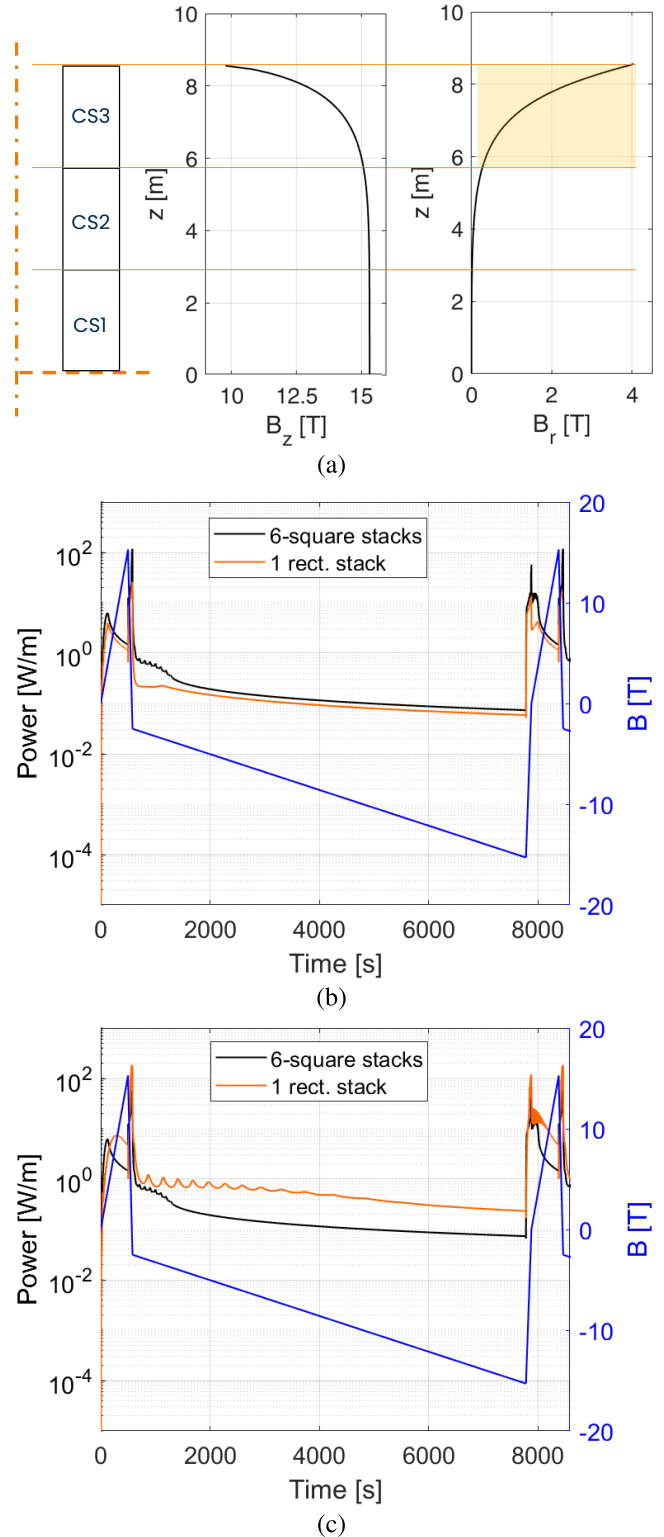 CS3
CS2
CS1
10
8
6
4
2
0
z [m]
10
12.5
15
B_z [T]
10
8
6
4
2
0
z [m]
0
2
4
B_r [T]
(a)
6-square stacks
1 rect. stack
10^2
10^0
10^-2
10^-4
Power [W/m]
20
10
0
-10
-20
B [T]
0
2000
4000
6000
8000
Time [s]
(b)
6-square stacks
1 rect. stack
10^2
10^0
10^-2
10^-4
Power [W/m]
20
10
0
-10
-20
B [T]
0
2000
4000
6000
8000
Time [s]
(c)